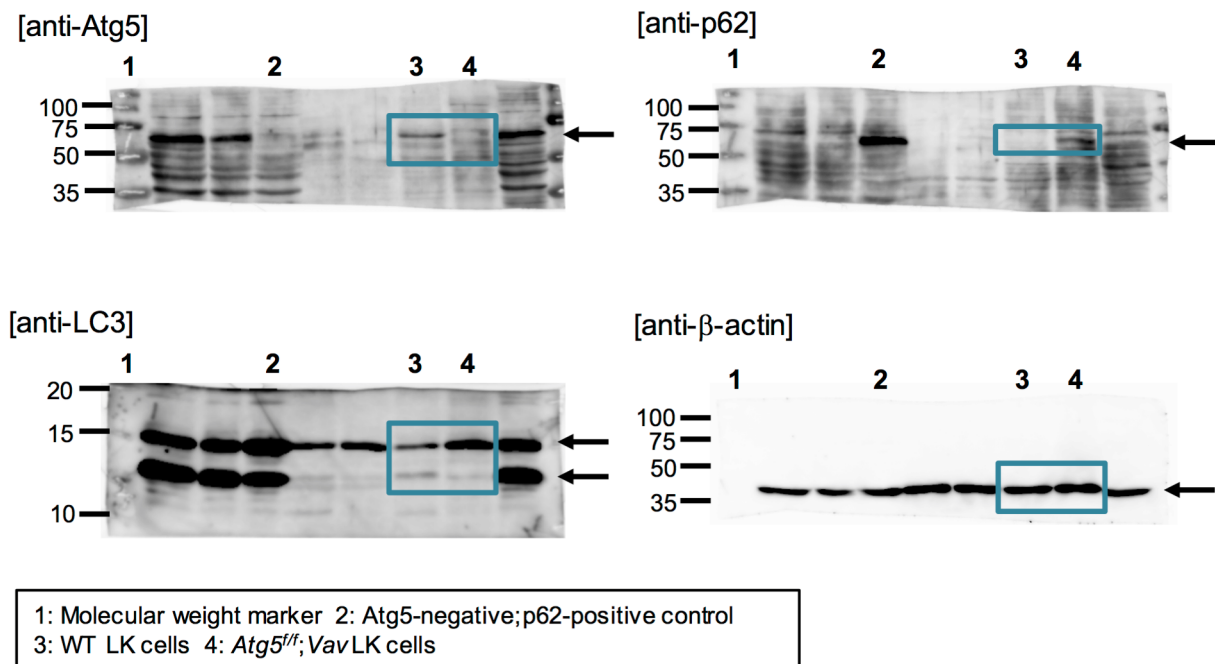 [anti-Atg5]
1 2 3 4
100
75
50
35
[anti-p62]
1 2 3 4
100
75
50
35
[anti-LC3]
1 2 3 4
20
15
10
[anti-β-actin]
1 2 3 4
100
75
50
35
1: Molecular weight marker 2: Atg5-negative;p62-positive control
3: WT LK cells 4: Atg5f/f;Vav LK cells